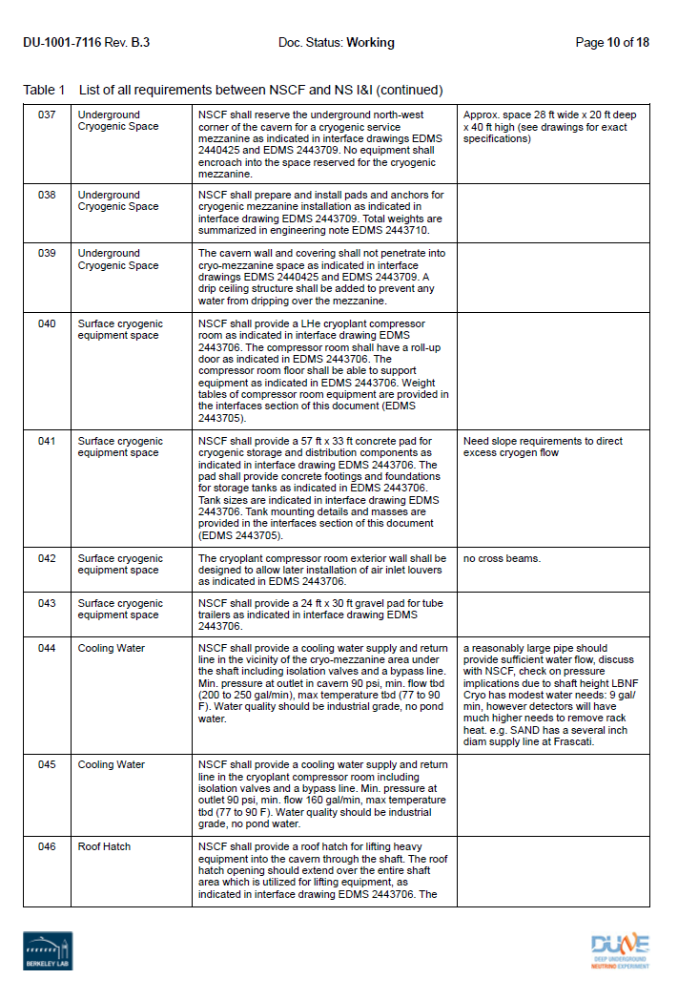 DU-1001-7116 Rev. B.3 Doc. Status: Working Page 10 of 18
Table 1 List of all requirements between NSCF and NS I&I (continued)
037 Underground Cryogenic Space
NSCF shall reserve the underground north-west
corner of the cavern for a cryogenic service
mezzanine as indicated in interface drawings EDMS
2440425 and EDMS 2443709. No equipment shall
encroach into the space reserved for the cryogenic
mezzanine.
Approx. space 28 ft wide x 20 ft deep
x 40 ft high (see drawings for exact
specifications)
038 Underground Cryogenic Space
NSCF shall prepare and install pads and anchors for
cryogenic mezzanine installation as indicated in
interface drawing EDMS 2443709. Total weights are
summarized in engineering note EDMS 2443710.
039 Underground Cryogenic Space
The cavern wall and covering shall not penetrate into
cryo-mezzanine space as indicated in interface
drawings EDMS 2440425 and EDMS 2443709. A
drip ceiling structure shall be added to prevent any
water from dripping over the mezzanine.
040 Surface cryogenic equipment space
NSCF shall provide a LHe cryoplant compressor
room as indicated in interface drawing EDMS
2443706. The compressor room shall have a roll-up
door as indicated in EDMS 2443706. The
compressor room floor shall be able to support
equipment as indicated in EDMS 2443706. Weight
tables of compressor room equipment are provided in
the interfaces section of this document (EDMS
2443705).
041 Surface cryogenic equipment space
NSCF shall provide a 57 ft x 33 ft concrete pad for
cryogenic storage and distribution components as
indicated in interface drawing EDMS 2443706. The
pad shall provide concrete footings and foundations
for storage tanks as indicated in EDMS 2443706.
Tank sizes are indicated in interface drawing EDMS
2443706. Tank mounting details and masses are
provided in the interfaces section of this document
(EDMS 2443705).
Need slope requirements to direct
excess cryogen flow
042 Surface cryogenic equipment space
The cryoplant compressor room exterior wall shall be
designed to allow later installation of air inlet louvers
as indicated in EDMS 2443706.
no cross beams.
043 Surface cryogenic equipment space
NSCF shall provide a 24 ft x 30 ft gravel pad for tube
trailers as indicated in interface drawing EDMS
2443706.
044 Cooling Water
NSCF shall provide a cooling water supply and return
line in the vicinity of the cryo-mezzanine area under
the shaft including isolation valves and a bypass line.
Min. pressure at outlet in cavern 90 psi, min. flow tbd
(200 to 250 gal/min), max temperature tbd (77 to 90
F). Water quality should be industrial grade, no pond
water.
a reasonably large pipe should
provide sufficient water flow, discuss
with NSCF, check on pressure
implications due to shaft height LBNF
Cryo has modest water needs: 9 gal/
min, however detectors will have
much higher needs to remove rack
heat. e.g. SAND has a several inch
diam supply line at Frascati.
045 Cooling Water
NSCF shall provide a cooling water supply and return
line in the cryoplant compressor room including
isolation valves and a bypass line. Min. pressure at
outlet 90 psi, min. flow 160 gal/min, max temperature
tbd (77 to 90 F). Water quality should be industrial
grade, no pond water.
046 Roof Hatch
NSCF shall provide a roof hatch for lifting heavy
equipment into the cavern through the shaft. The roof
hatch opening should extend over the entire shaft
area which is utilized for lifting equipment, as
indicated in interface drawing EDMS 2443706. The
BERKELEY LAB
DUNE
DEEP UNDERGROUND
NEUTRINO EXPERIMENT